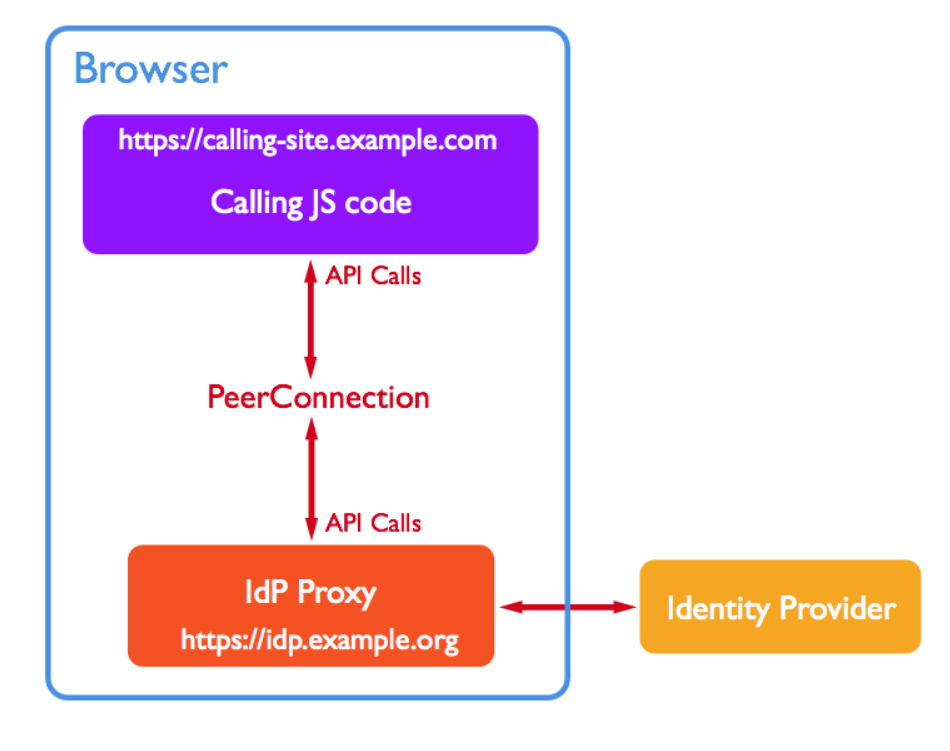 Browser
https://calling-site.example.com
Calling JS code
API Calls
PeerConnection
API Calls
IdP Proxy
https://idp.example.org
Identity Provider